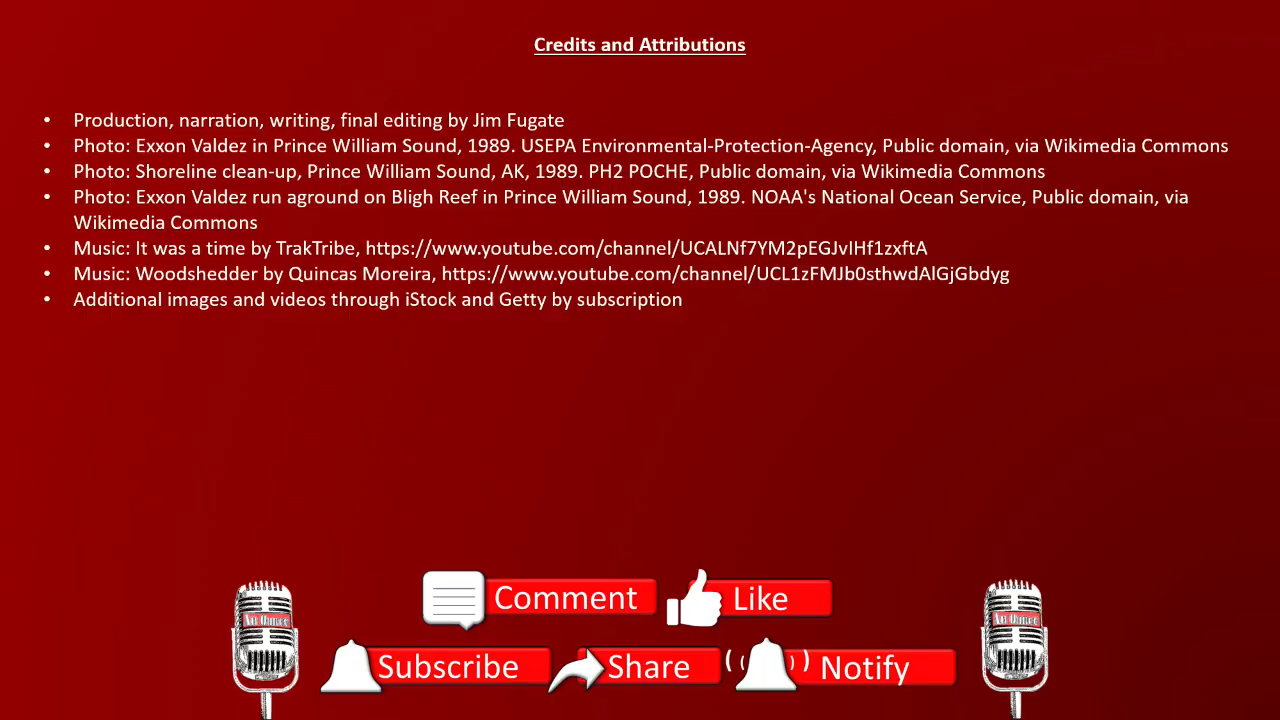 Credits and Attributions
• Production, narration, writing, final editing by Jim Fugate
• Photo: Exxon Valdez in Prince William Sound, 1989. USEPA Environmental-Protection-Agency, Public domain, via Wikimedia Commons
• Photo: Shoreline clean-up, Prince William Sound, AK, 1989. PH2 POCHE, Public domain, via Wikimedia Commons
• Photo: Exxon Valdez run aground on Bligh Reef in Prince William Sound, 1989. NOAA's National Ocean Service, Public domain, via
Wikimedia Commons
• Music: It was a time by TrakTribe, https://www.youtube.com/channel/UCALNf7YM2pEGJvIHf1zxftA
• Music: Woodshedder by Quincas Moreira, https://www.youtube.com/channel/UCL1zFMJb0sthwdAlGjGbdyg
• Additional images and videos through iStock and Getty by subscription
Comment
Like
Subscribe
Share
Notify